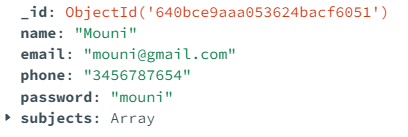 _id: ObjectId('640bce9aaa053624bacf6051')
name: "Mouni"
email: "mouni@gmail.com"
phone: "3456787654"
password: "mouni"
subjects: Array